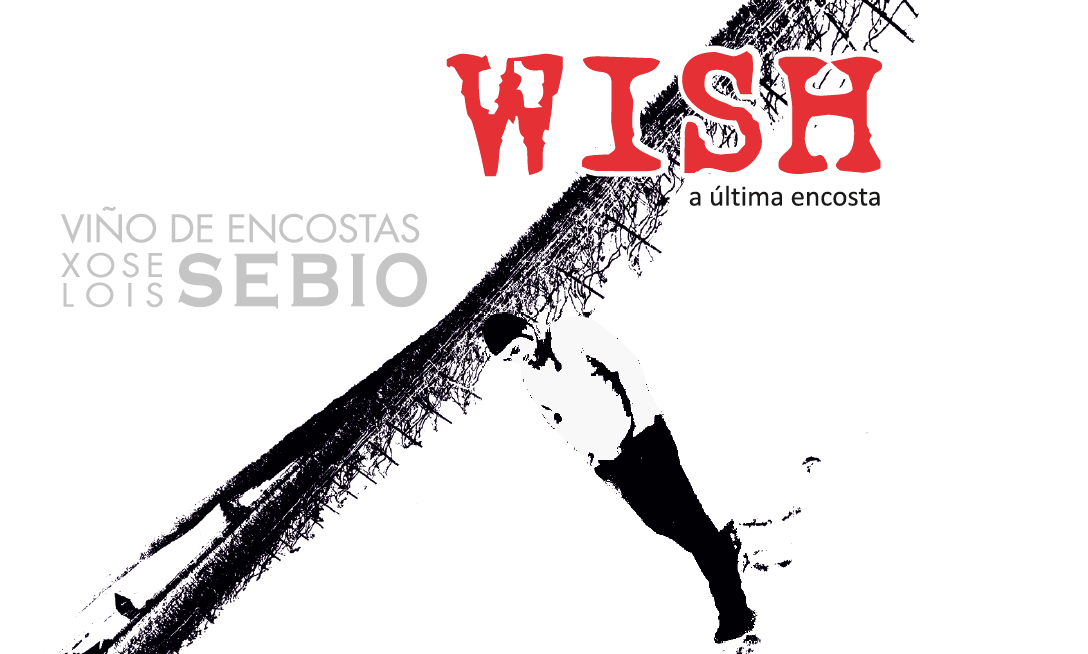 WISH
a última encosta
VIÑO DE ENCOSTAS
XOSE
LOIS SEBIO